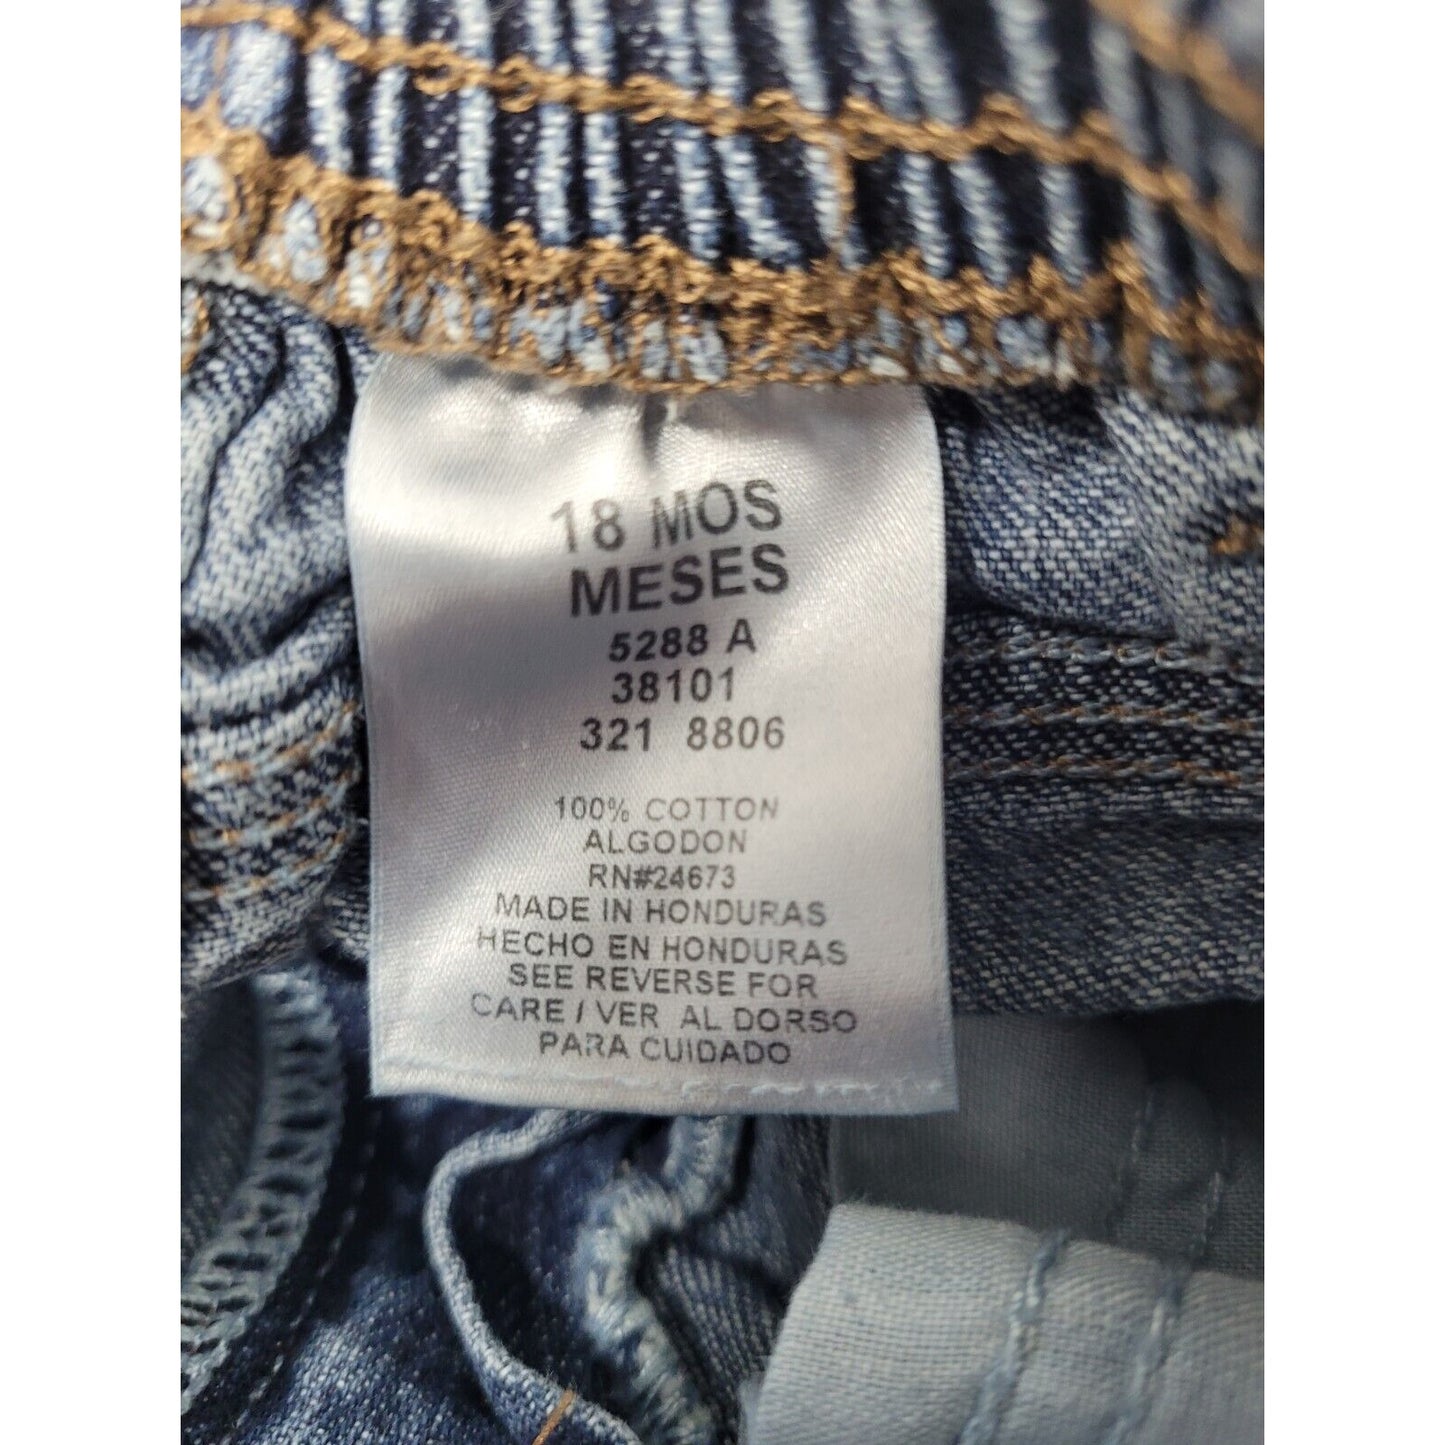 18 MOS
MESES
5288 A
38101
321 8806
100% COTTON
ALGODON
RN#24673
MADE IN HONDURAS
HECHO EN HONDURAS
SEE REVERSE FOR
CARE / VER AL DORSO
PARA CUIDADO